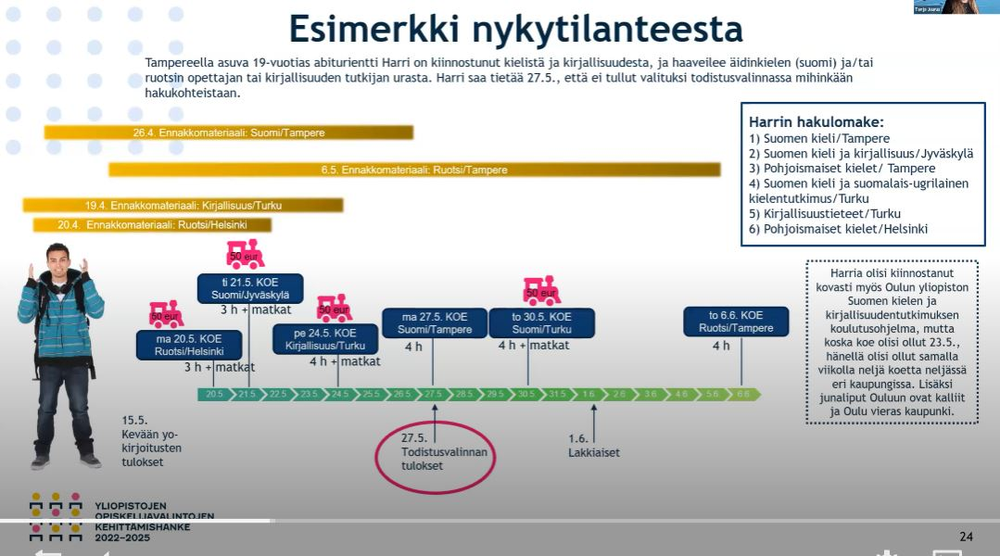 Tanja Juurus
Esimerkki nykytilanteesta
Tampereella asuva 19-vuotias abiturientti Harri on kiinnostunut kielistä ja kirjallisuudesta, ja haaveilee äidinkielen (suomi) ja/tai
ruotsin opettajan tai kirjallisuuden tutkijan urasta. Harri saa tietää 27.5., että ei tullut valituksi todistusvalinnassa mihinkään
hakukohteistaan.
26.4. Ennakkomateriaali: Suomi/Tampere
6.5. Ennakkomateriaali: Ruotsi/Tampere
19.4. Ennakkomateriaali: Kirjallisuus/Turku
20.4. Ennakkomateriaali: Ruotsi/Helsinki
Harrin hakulomake:
1) Suomen kieli/Tampere
2) Suomen kieli ja kirjallisuus/Jyväskylä
3) Pohjoismaiset kielet/ Tampere
4) Suomen kieli ja suomalais-ugrilainen
kielentutkimus/Turku
5) Kirjallisuustieteet/Turku
6) Pohjoismaiset kielet/Helsinki
50 eur
ma 20.5. KOE
Ruotsi/Helsinki
3 h + matkat
50 eur
ti 21.5. KOE
Suomi/Jyväskylä
3 h + matkat
50 eur
pe 24.5. KOE
Kirjallisuus/Turku
4 h + matkat
ma 27.5. KOE
Suomi/Tampere
4 h
50 eur
to 30.5. KOE
Suomi/Turku
4 h + matkat
to 6.6. KOE
Ruotsi/Tampere
4 h
20.5 21.5 22.5 23.5 24.5 25.5 26.5 27.5 28.5 29.5 30.5 31.5 1.6 2.6 3.6 4.6 5.6 6.6
15.5.
Kevään yo-
kirjoitusten
tulokset
27.5.
Todistusvalinnan
tulokset
1.6.
Lakkiaiset
Harria olisi kiinnostanut
kovasti myös Oulun yliopiston
Suomen kielen ja
kirjallisuudentutkimuksen
koulutusohjelma, mutta
koska koe olisi ollut 23.5.,
hänellä olisi ollut samalla
viikolla neljä koetta neljässä
eri kaupungissa. Lisäksi
junaliput Ouluun ovat kalliit
ja Oulu vieras kaupunki.
YLIOPISTOJEN
OPISKELIJAVALINTOJEN
KEHITTÄMISHANKE
2022–2025
24